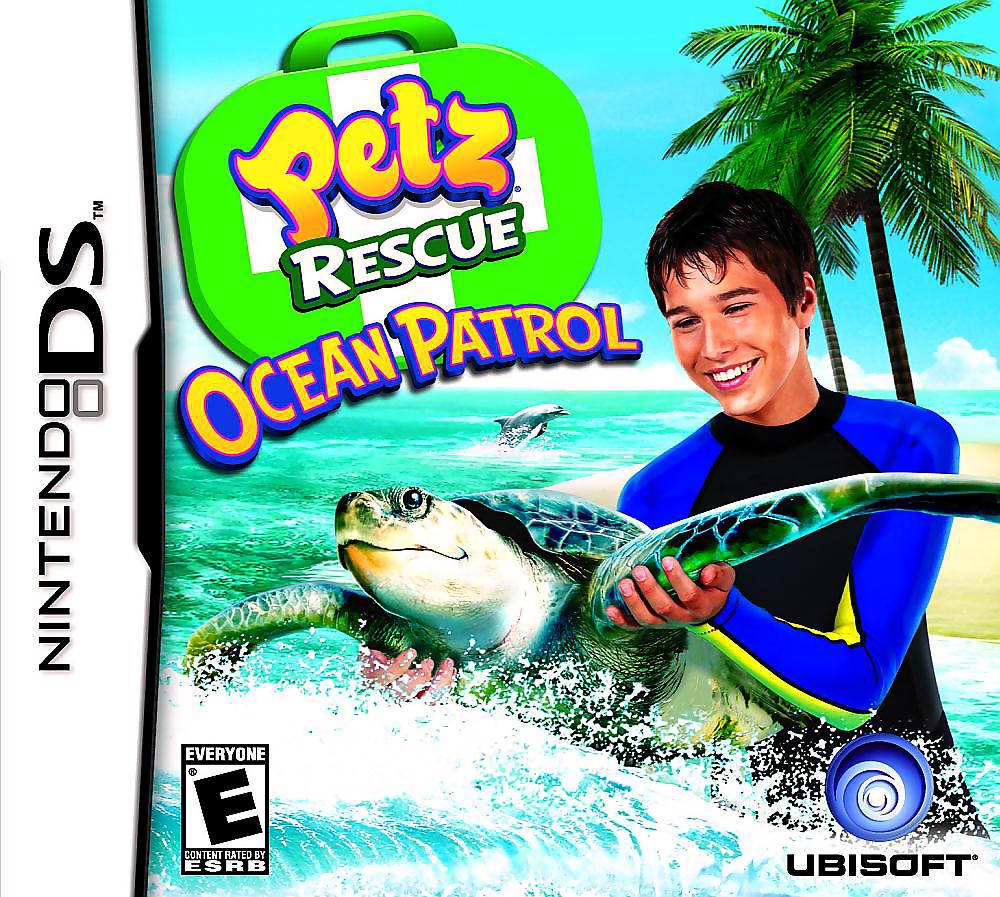 NINTENDO DS™
Petz®
RESCUE
OCEAN PATROL
EVERYONE
®
E
CONTENT RATED BY
ESRB
UBISOFT®